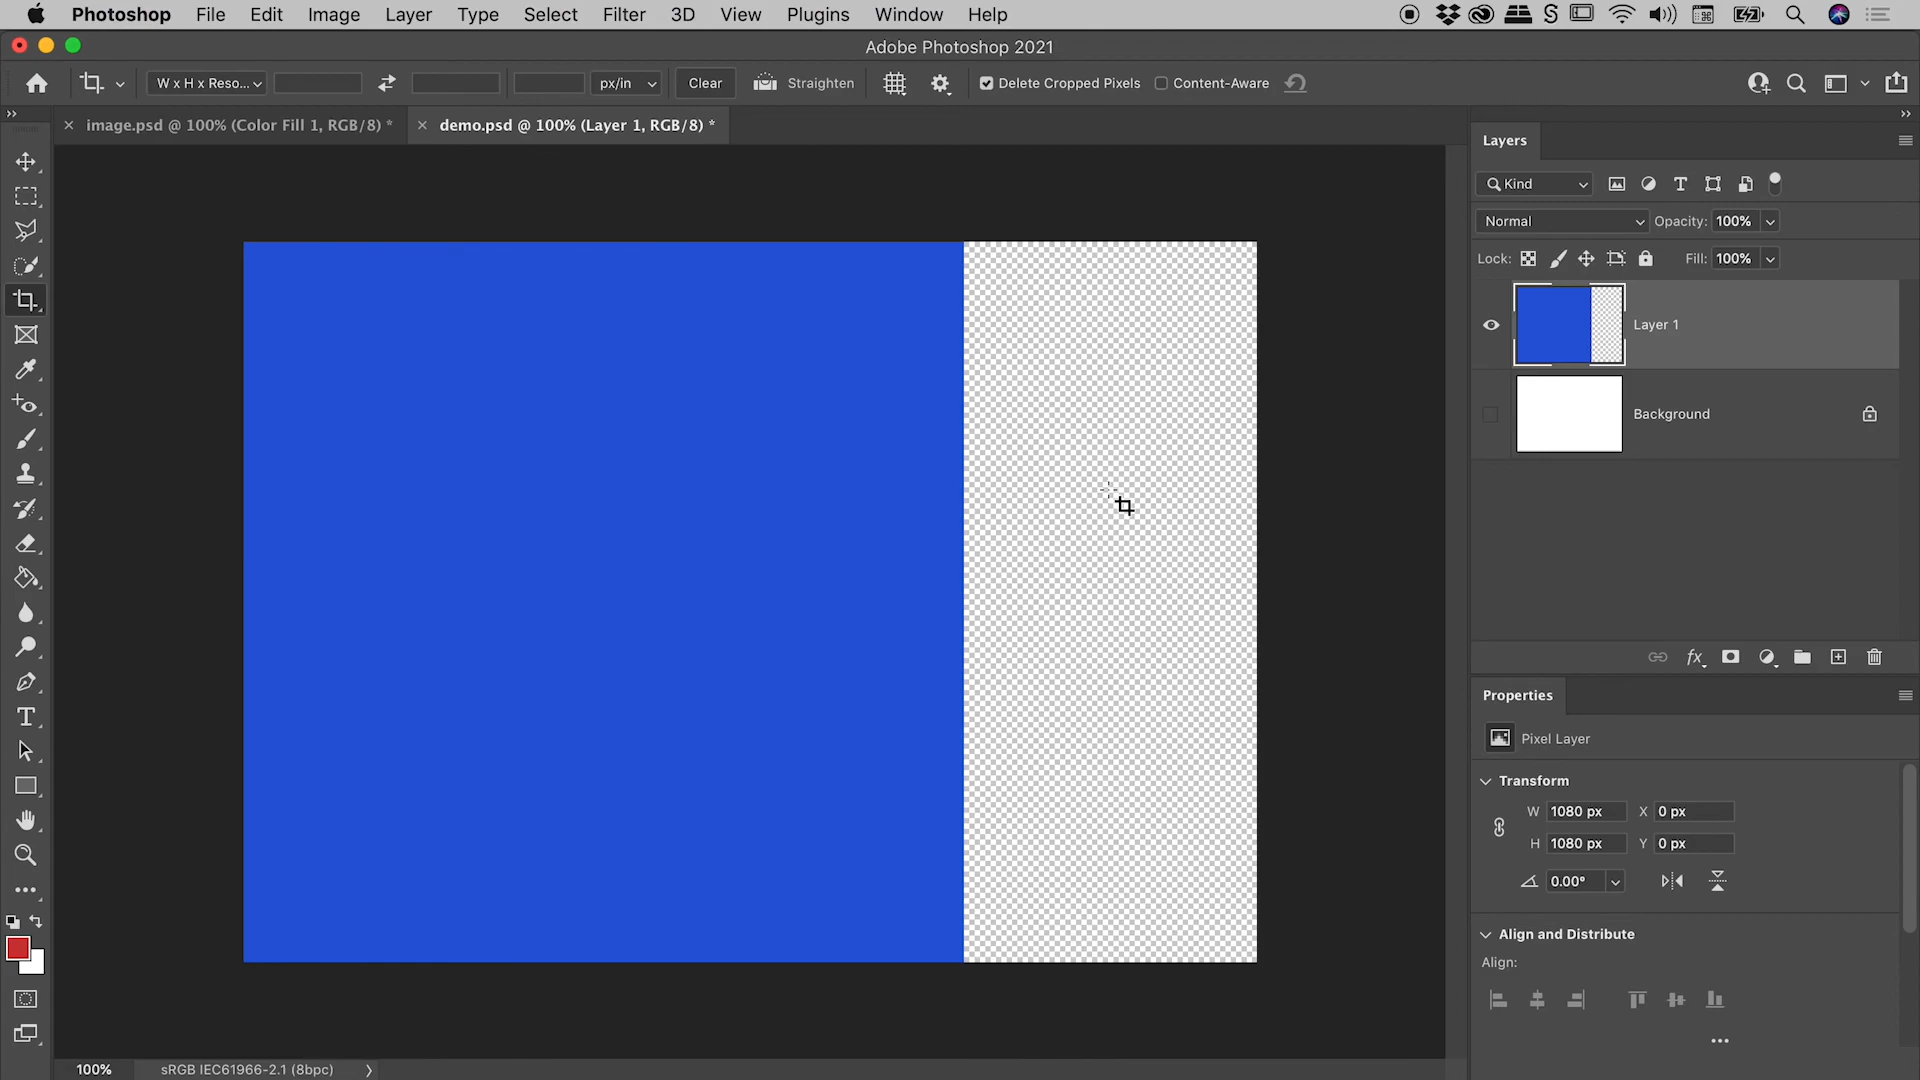 Photoshop File Edit Image Layer Type Select Filter 3D View Plugins Window Help
Adobe Photoshop 2021
W x H x Reso... px/in Clear Straighten Delete Cropped Pixels Content-Aware
image.psd @ 100% (Color Fill 1, RGB/8) * demo.psd @ 100% (Layer 1, RGB/8) *
Layers
Kind
Normal Opacity: 100%
Lock: Fill: 100%
Layer 1
Background
fx
Properties
Pixel Layer
Transform
W 1080 px X 0 px
H 1080 px Y 0 px
0.00°
Align and Distribute
Align:
100% sRGB IEC61966-2.1 (8bpc)